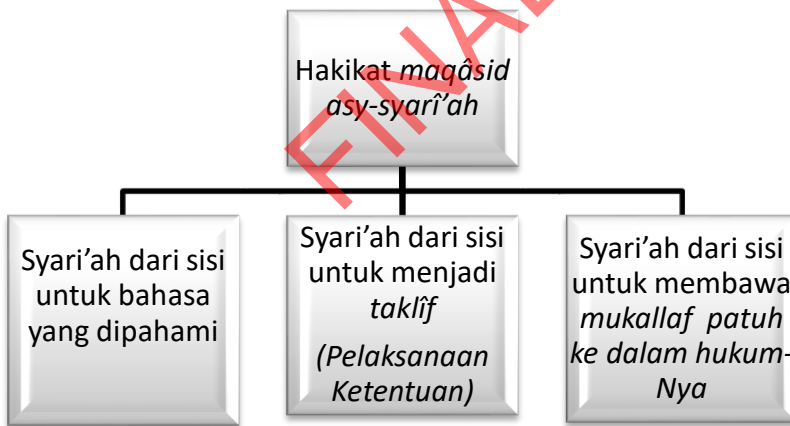 FINAL
Hakikat maqâsid
asy-syarî’ah
Syari’ah dari sisi
untuk bahasa
yang dipahami
Syari’ah dari sisi
untuk menjadi
taklîf
(Pelaksanaan
Ketentuan)
Syari’ah dari sisi
untuk membawa
mukallaf patuh
ke dalam hukum-
Nya